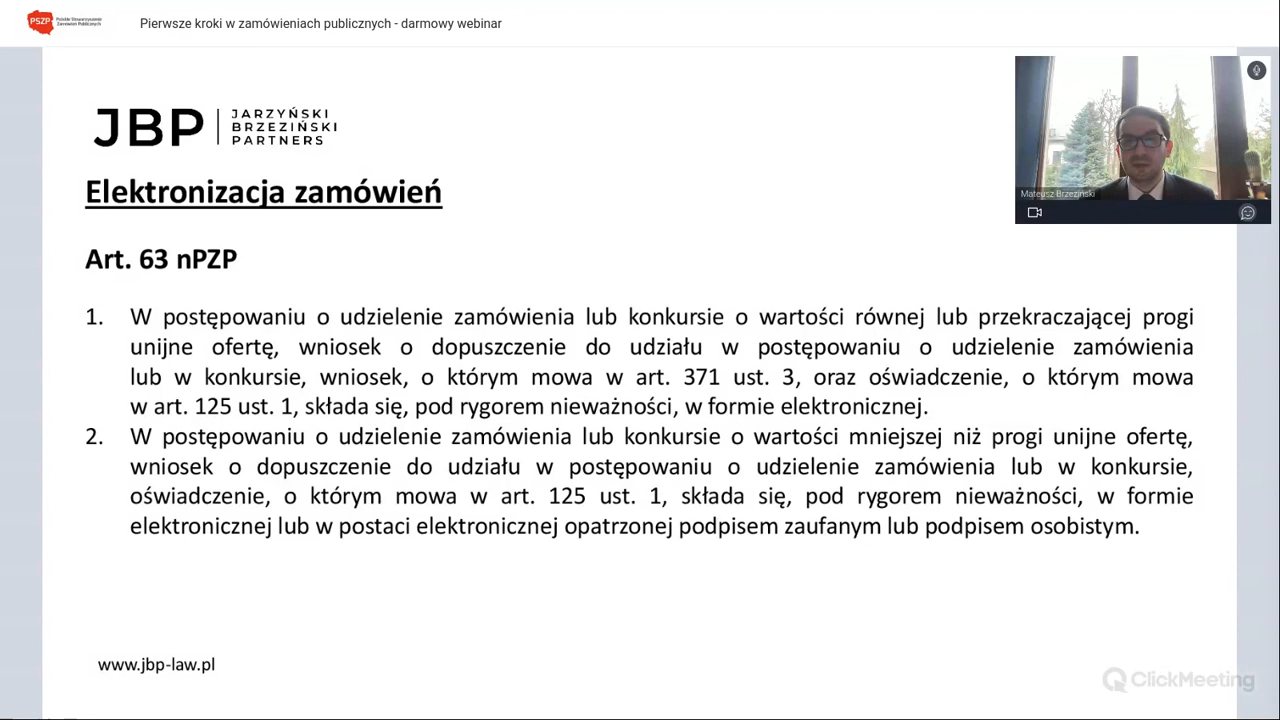 PSZP
Polskie Stowarzyszenie
Zamówień Publicznych
Pierwsze kroki w zamówieniach publicznych - darmowy webinar
JBP
JARZYŃSKI
BRZEZIŃSKI
PARTNERS
Mateusz Brzeziński
Elektronizacja zamówień
Art. 63 nPZP
1. W postępowaniu o udzielenie zamówienia lub konkursie o wartości równej lub przekraczającej progi
unijne ofertę, wniosek o dopuszczenie do udziału w postępowaniu o udzielenie zamówienia
lub w konkursie, wniosek, o którym mowa w art. 371 ust. 3, oraz oświadczenie, o którym mowa
w art. 125 ust. 1, składa się, pod rygorem nieważności, w formie elektronicznej.
2. W postępowaniu o udzielenie zamówienia lub konkursie o wartości mniejszej niż progi unijne ofertę,
wniosek o dopuszczenie do udziału w postępowaniu o udzielenie zamówienia lub w konkursie,
oświadczenie, o którym mowa w art. 125 ust. 1, składa się, pod rygorem nieważności, w formie
elektronicznej lub w postaci elektronicznej opatrzonej podpisem zaufanym lub podpisem osobistym.
www.jbp-law.pl
ClickMeeting